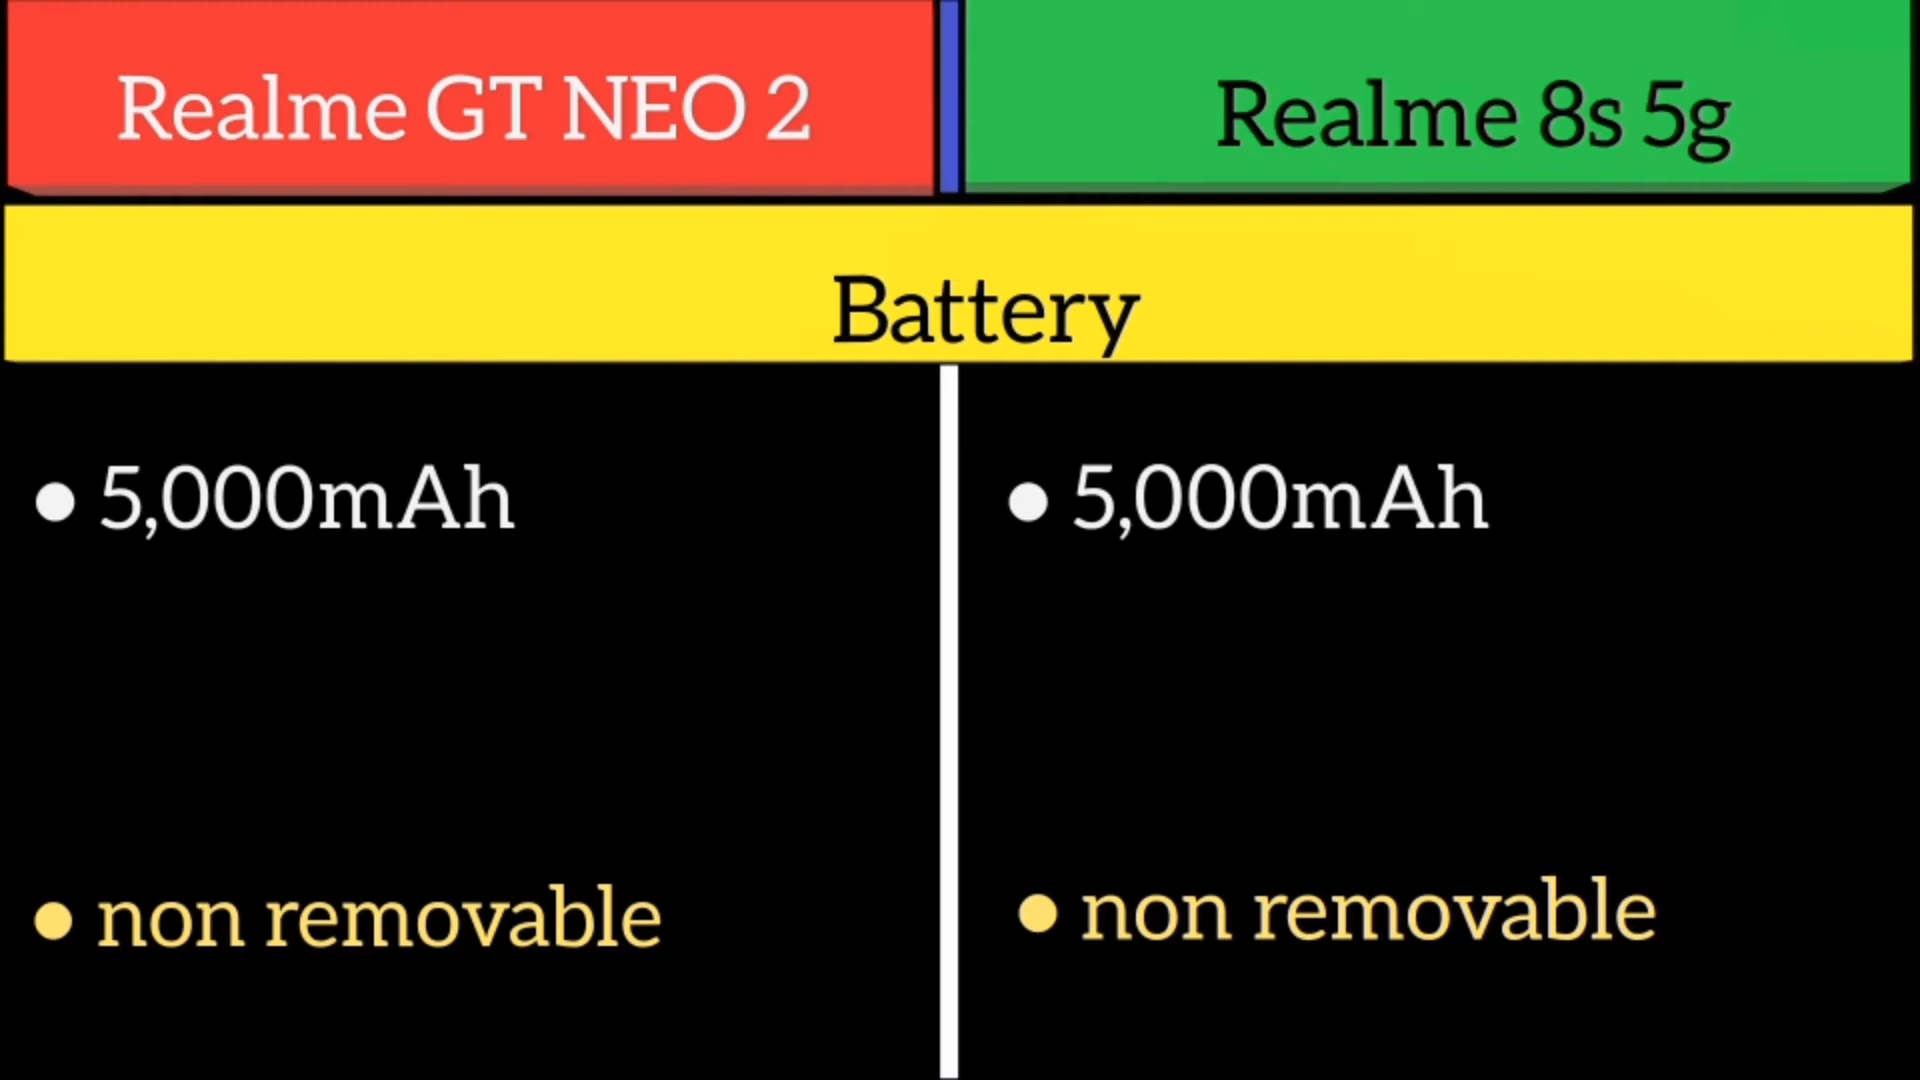 Realme GT NEO 2
Realme 8s 5g
Battery
5,000mAh
5,000mAh
non removable
non removable